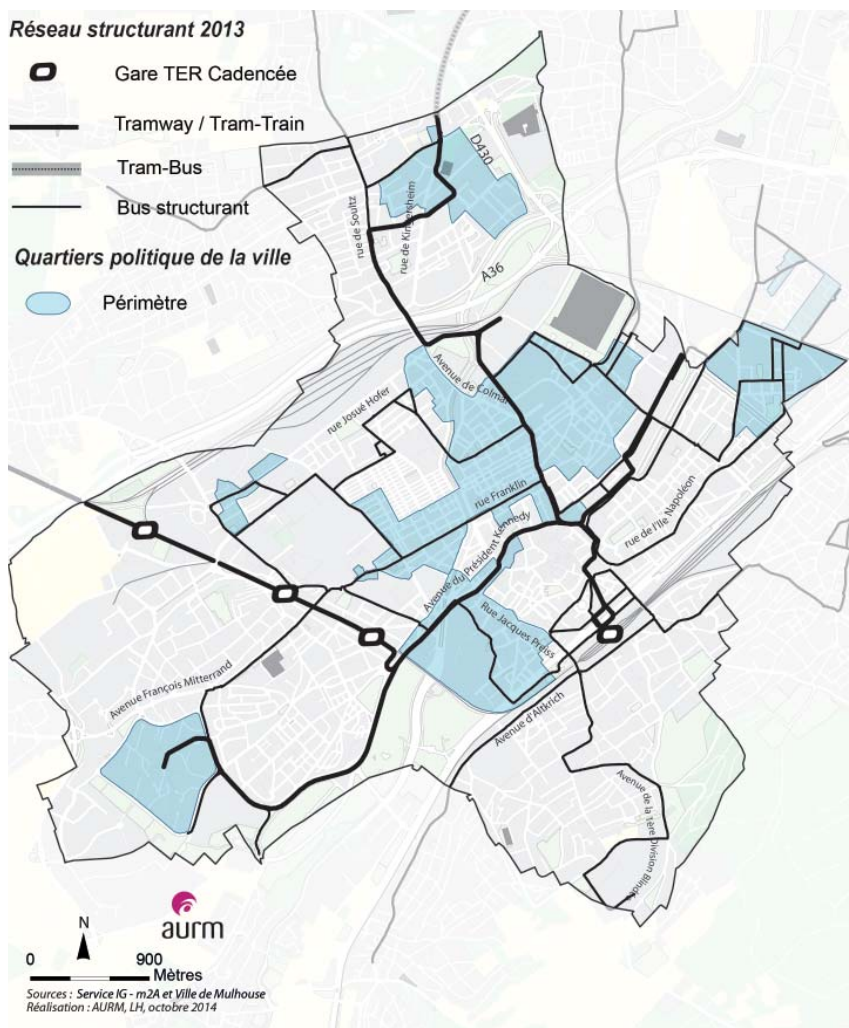 Réseau structurant 2013
Gare TER Cadencée
Tramway / Tram-Train
Tram-Bus
Bus structurant
Quartiers politique de la ville
Périmètre
D430
rue de Soultz
rue de Kingersheim
A36
Avenue de Colmar
rue Josué Hofer
rue Franklin
rue de l'Ile Napoléon
Avenue du Président Kennedy
Rue Jacques Preiss
Avenue François Mitterrand
Avenue d'Altkrich
Avenue de la 1ère Division Blindée
aurm
N
0 900
Mètres
Sources : Service IG - m2A et Ville de Mulhouse
Réalisation : AURM, LH, octobre 2014